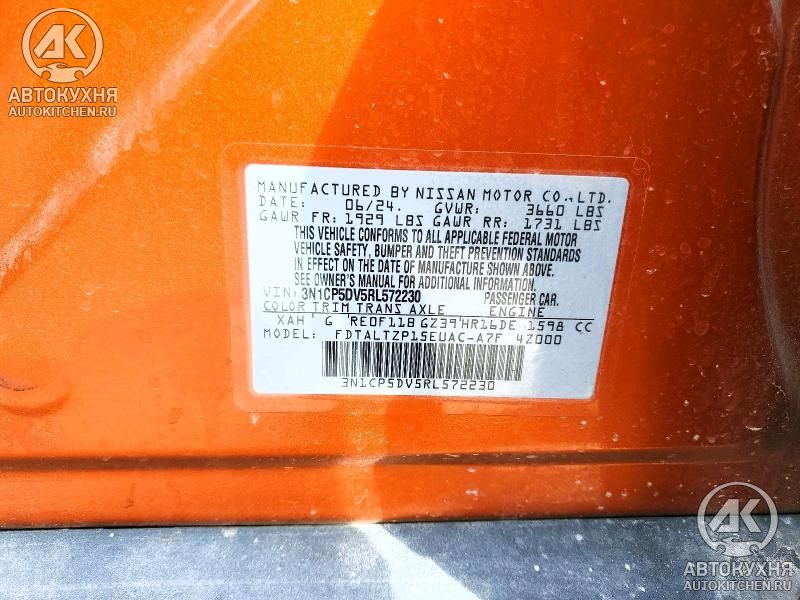 АК
АВТОКУХНЯ
AUTOKITCHEN.RU
MANUFACTURED BY NISSAN MOTOR CO.,LTD.
DATE: 06/24. GVWR: 3660 LBS
GAWR FR: 1929 LBS GAWR RR: 1731 LBS
THIS VEHICLE CONFORMS TO ALL APPLICABLE FEDERAL MOTOR
VEHICLE SAFETY, BUMPER AND THEFT PREVENTION STANDARDS
IN EFFECT ON THE DATE OF MANUFACTURE SHOWN ABOVE.
SEE OWNER'S MANUAL FOR ADDITIONAL INFORMATION.
VIN: 3N1CP5DV5RL572230 PASSENGER CAR.
COLOR TRIM TRANS AXLE ENGINE
XAH G RE0F11B GZ39 HR16DE 1598 CC
MODEL: FDTALTZP15EUAC-A7F 4Z000
3N1CP5DV5RL572230
АК
АВТОКУХНЯ
AUTOKITCHEN.RU